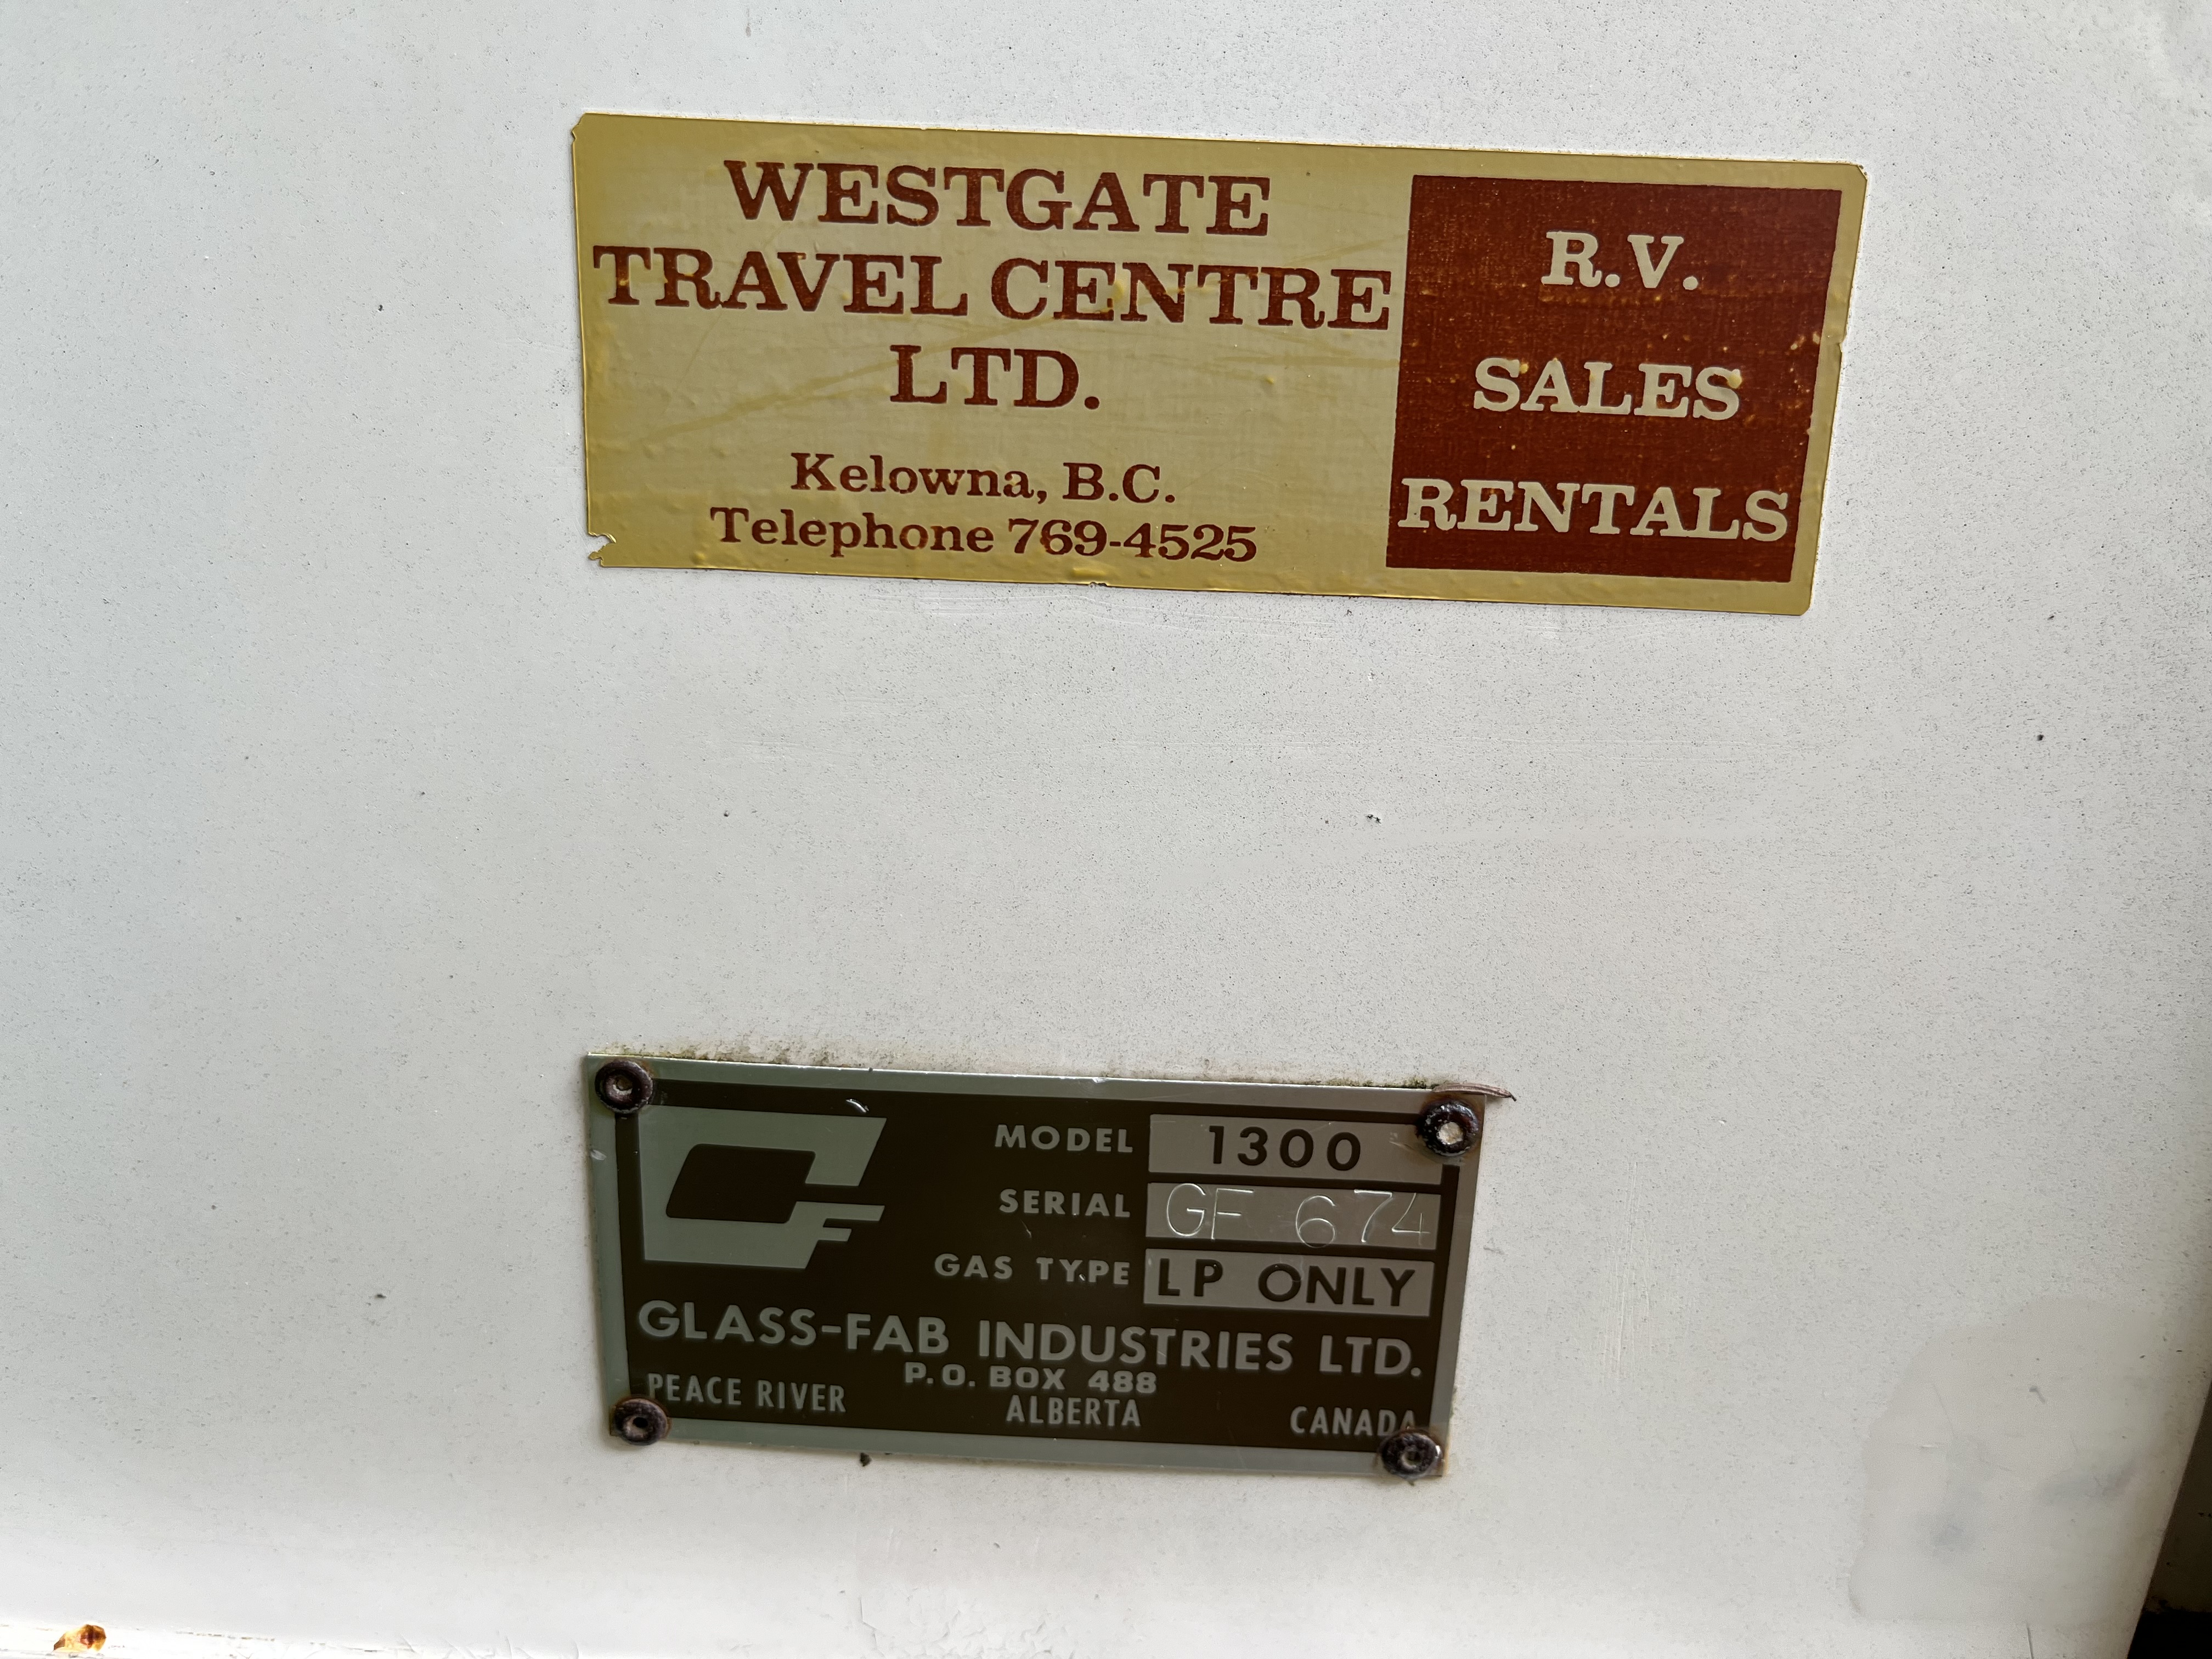 WESTGATE
TRAVEL CENTRE
LTD.
Kelowna, B.C.
Telephone 769-4525
R.V.
SALES
RENTALS
GF
MODEL 1300
SERIAL GF 674
GAS TYPE LP ONLY
GLASS-FAB INDUSTRIES LTD.
P.O. BOX 488
PEACE RIVER ALBERTA CANADA